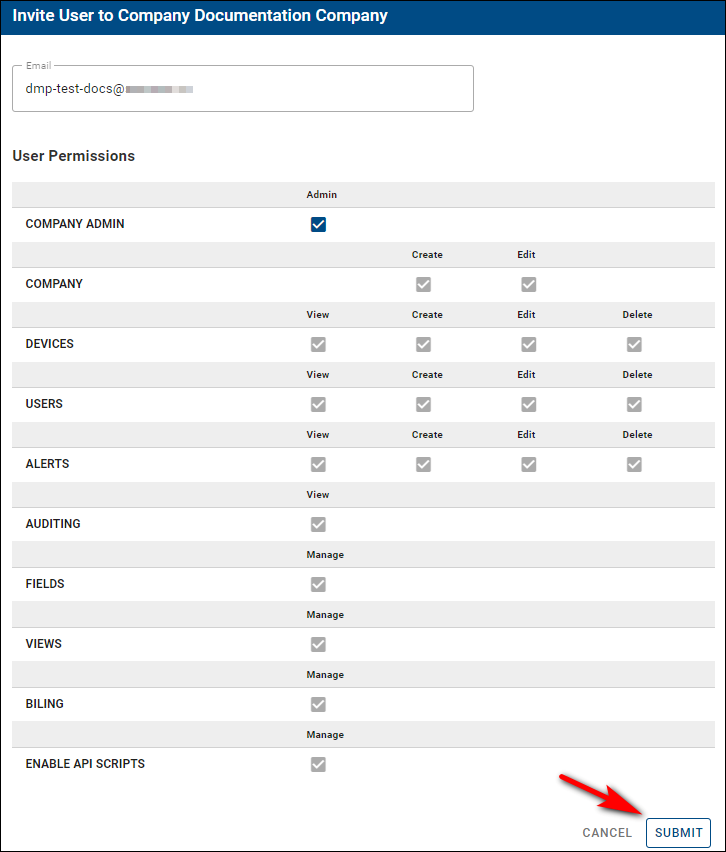 Invite User to Company Documentation Company
Email
dmp-test-docs@
User Permissions
Admin
COMPANY ADMIN
Create Edit
COMPANY
View Create Edit Delete
DEVICES
View Create Edit Delete
USERS
View Create Edit Delete
ALERTS
View
AUDITING
Manage
FIELDS
Manage
VIEWS
Manage
BILING
Manage
ENABLE API SCRIPTS
CANCEL SUBMIT